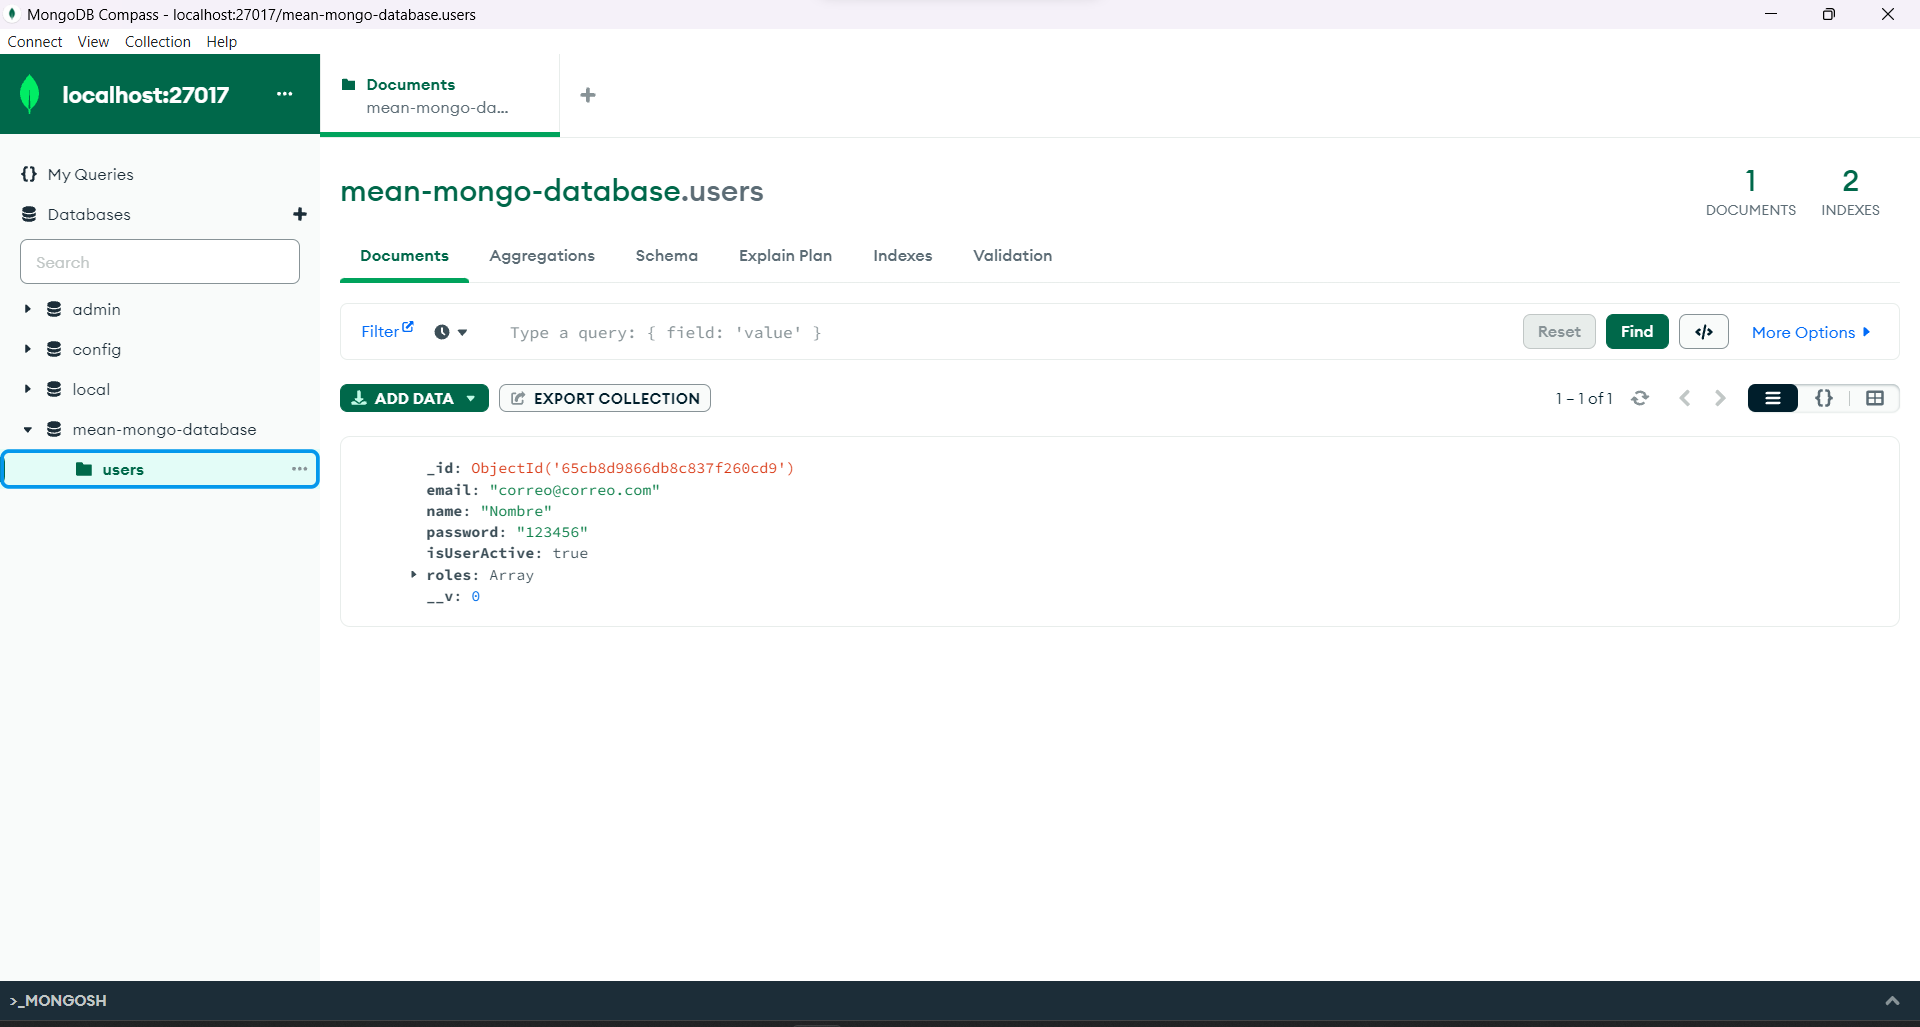 MongoDB Compass - localhost:27017/mean-mongo-database.users
Connect View Collection Help
localhost:27017 ...
Documents
mean-mongo-da...
My Queries
Databases
Search
admin
config
local
mean-mongo-database
users
mean-mongo-database.users
1
DOCUMENTS
2
INDEXES
Documents Aggregations Schema Explain Plan Indexes Validation
Filter Type a query: { field: 'value' } Reset Find </> More Options
ADD DATA EXPORT COLLECTION 1 – 1 of 1 {}
_id: ObjectId('65cb8d9866db8c837f260cd9')
email: "correo@correo.com"
name: "Nombre"
password: "123456"
isUserActive: true
roles: Array
__v: 0
>_MONGOSH